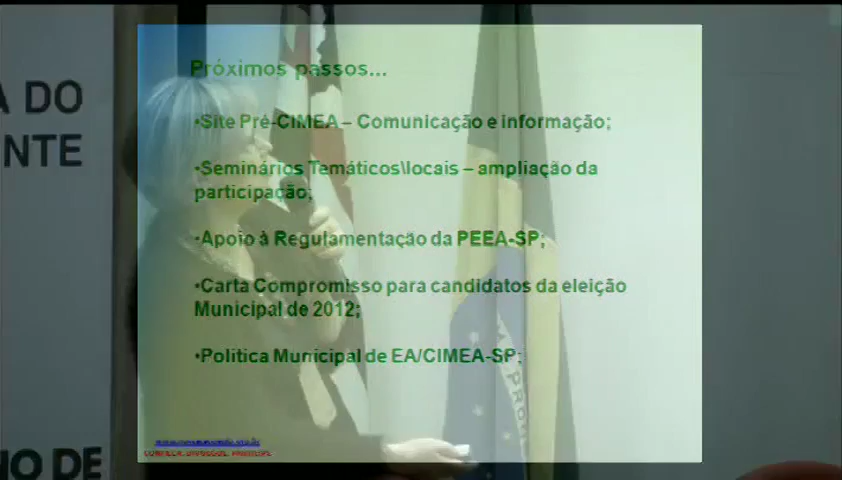 A DO
NTE
Próximos passos...
•Site Pré-CIMEA – Comunicação e informação;
•Seminários Temáticos\locais – ampliação da
participação;
•Apoio à Regulamentação da PEEA-SP;
•Carta Compromisso para candidatos da eleição
Municipal de 2012;
•Política Municipal de EA/CIMEA-SP;
NO DE